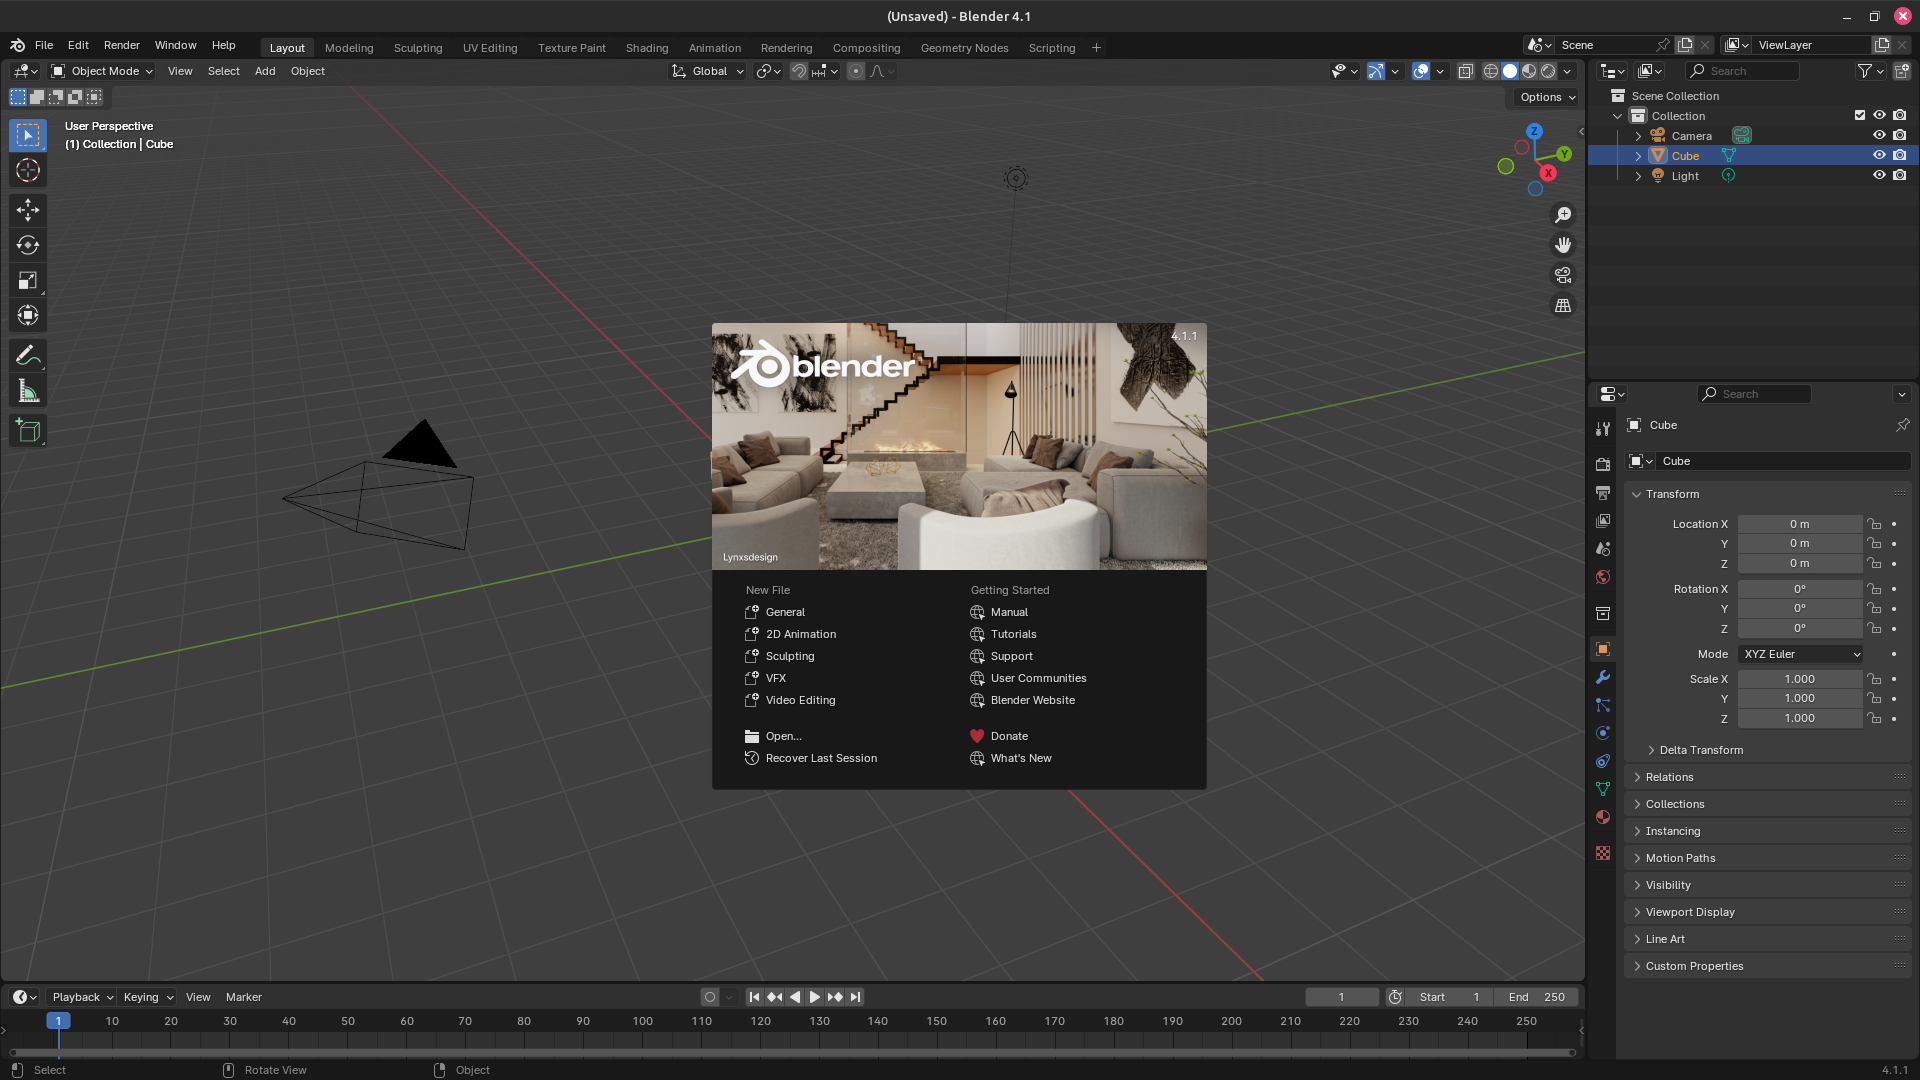 (Unsaved) - Blender 4.1
File Edit Render Window Help Layout Modeling Sculpting UV Editing Texture Paint Shading Animation Rendering Compositing Geometry Nodes Scripting + Scene ViewLayer
Object Mode View Select Add Object Global Search
Options
User Perspective
(1) Collection | Cube
Z
Y
X
Scene Collection
Collection
Camera
Cube
Light
4.1.1
blender
Lynxsdesign
New File
General
2D Animation
Sculpting
VFX
Video Editing
Open...
Recover Last Session
Getting Started
Manual
Tutorials
Support
User Communities
Blender Website
Donate
What's New
Search
Cube
Cube
Transform
Location X 0 m
Y 0 m
Z 0 m
Rotation X 0°
Y 0°
Z 0°
Mode XYZ Euler
Scale X 1.000
Y 1.000
Z 1.000
Delta Transform
Relations
Collections
Instancing
Motion Paths
Visibility
Viewport Display
Line Art
Custom Properties
Playback Keying View Marker 1 Start 1 End 250
1 10 20 30 40 50 60 70 80 90 100 110 120 130 140 150 160 170 180 190 200 210 220 230 240 250
Select Rotate View Object 4.1.1